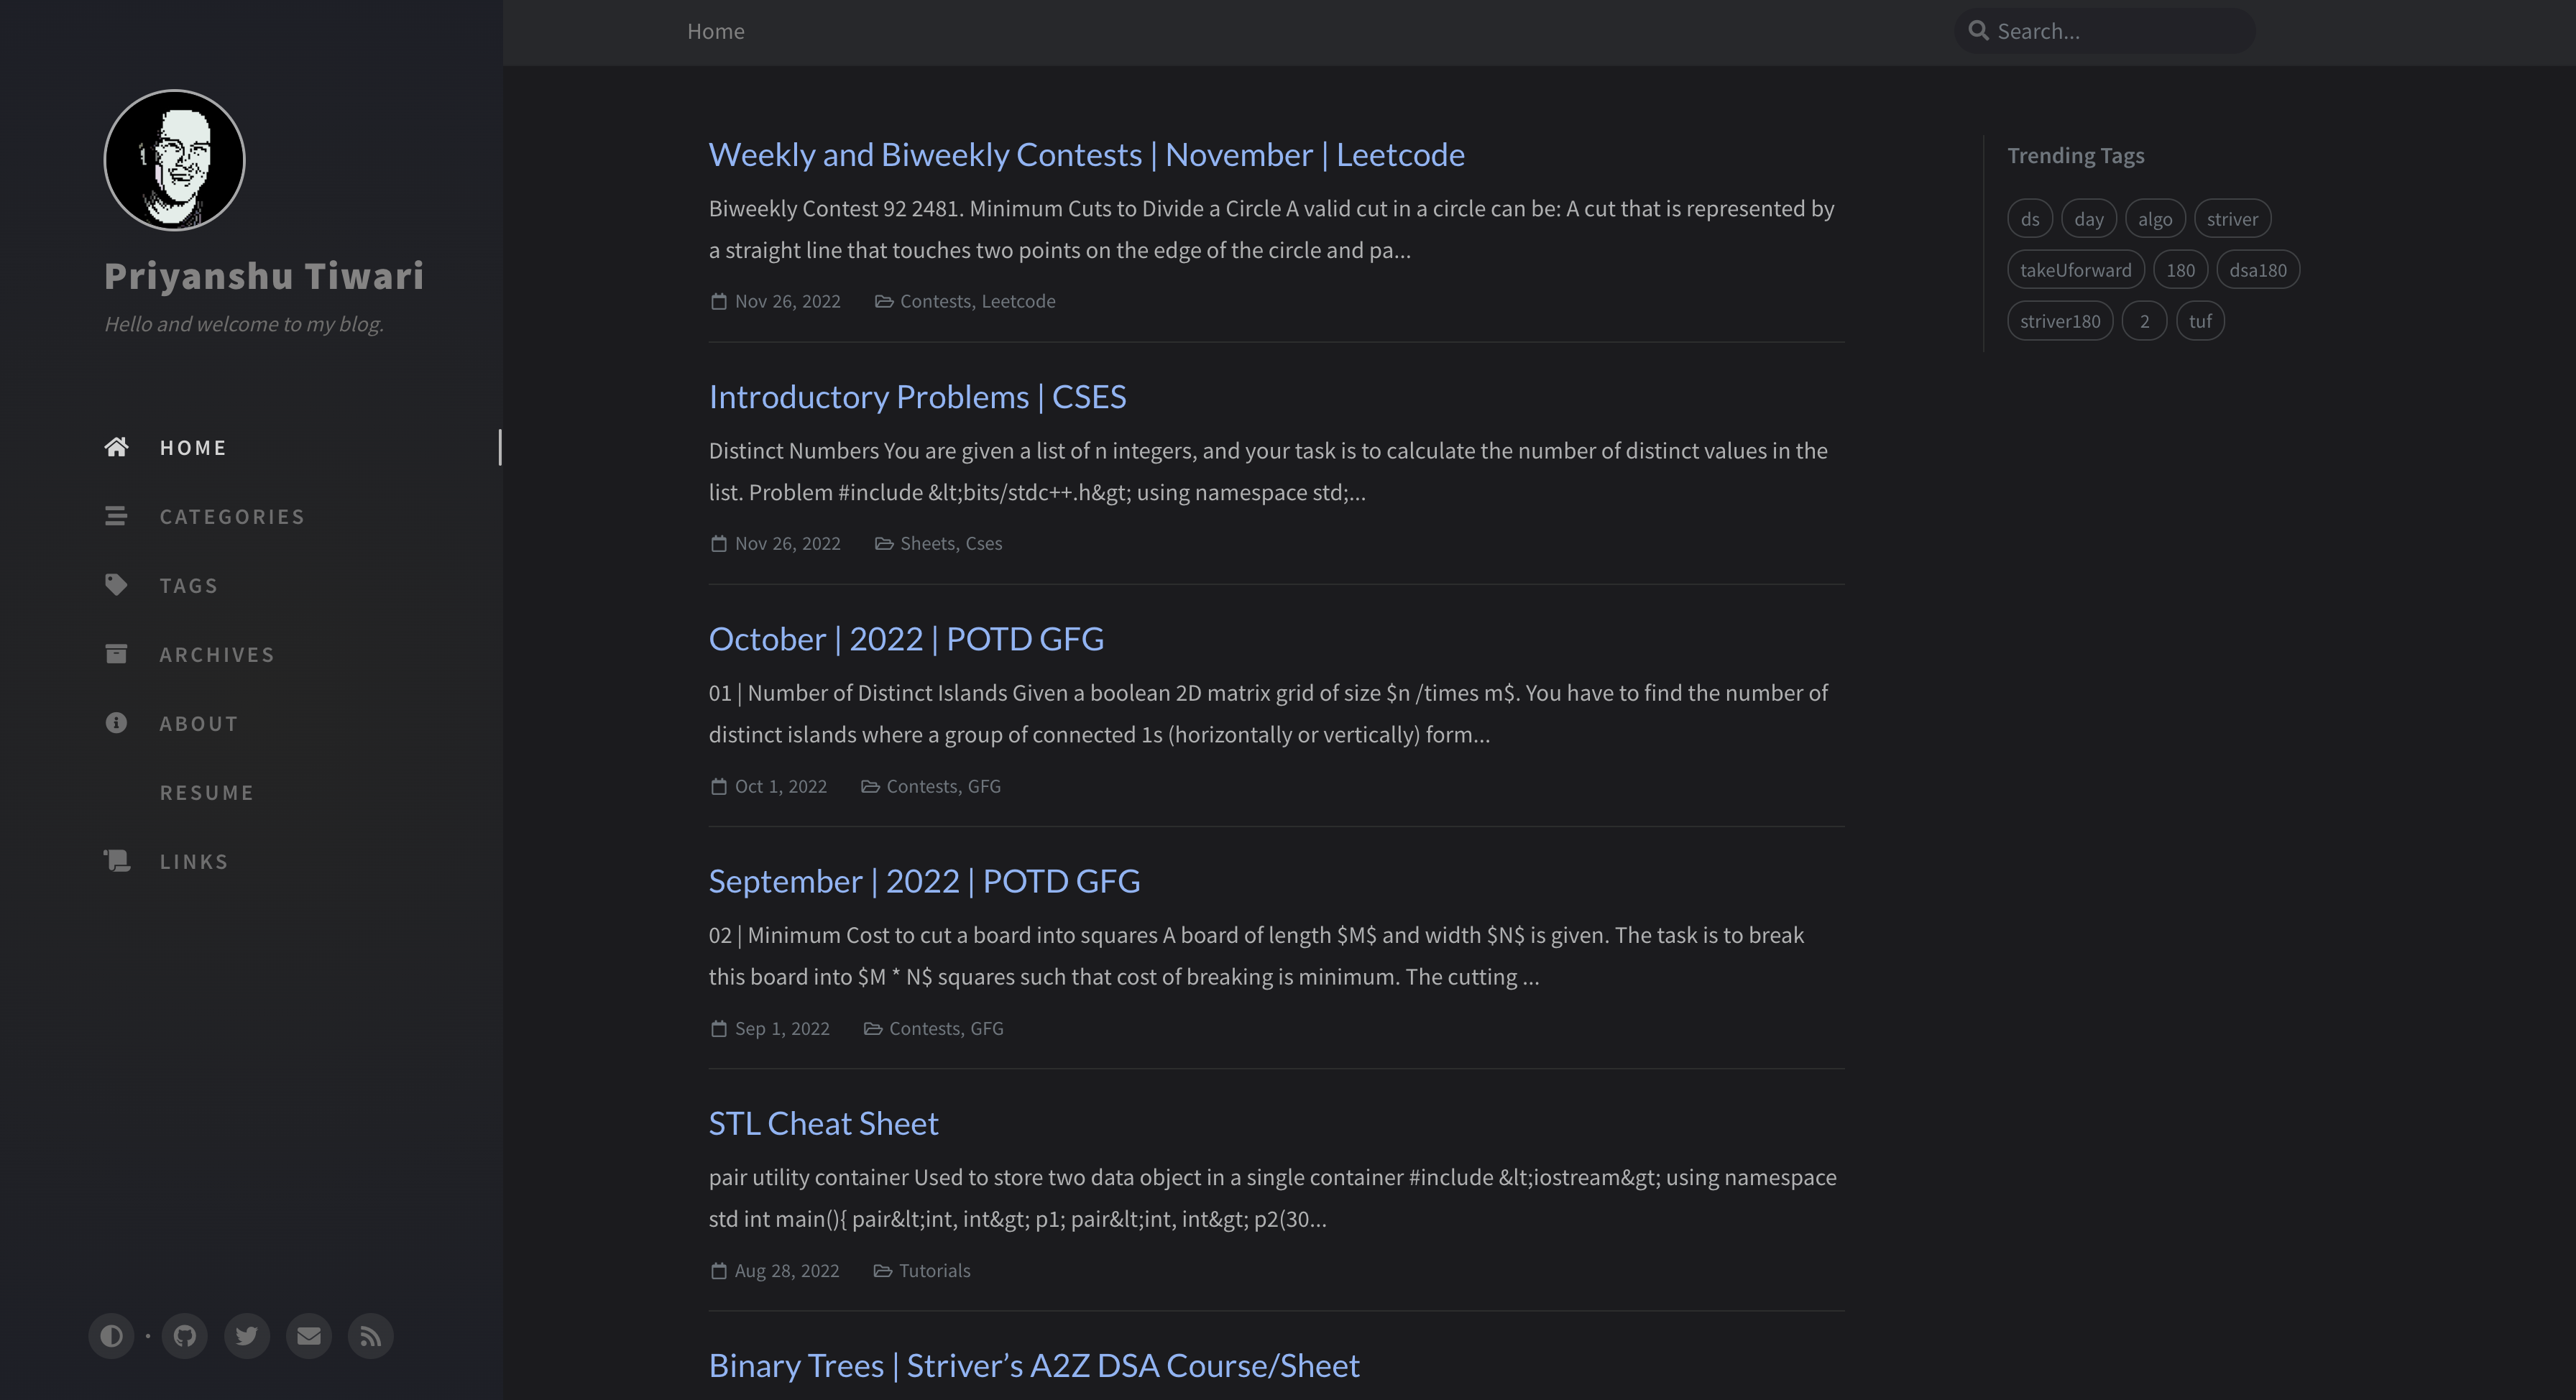 Priyanshu Tiwari
Hello and welcome to my blog.
HOME
CATEGORIES
TAGS
ARCHIVES
ABOUT
RESUME
LINKS
Home
Search...
Weekly and Biweekly Contests | November | Leetcode
Biweekly Contest 92 2481. Minimum Cuts to Divide a Circle A valid cut in a circle can be: A cut that is represented by
a straight line that touches two points on the edge of the circle and pa...
Nov 26, 2022 Contests, Leetcode
Introductory Problems | CSES
Distinct Numbers You are given a list of n integers, and your task is to calculate the number of distinct values in the
list. Problem #include &lt;bits/stdc++.h&gt; using namespace std;...
Nov 26, 2022 Sheets, Cses
October | 2022 | POTD GFG
01 | Number of Distinct Islands Given a boolean 2D matrix grid of size $n /times m$. You have to find the number of
distinct islands where a group of connected 1s (horizontally or vertically) form...
Oct 1, 2022 Contests, GFG
September | 2022 | POTD GFG
02 | Minimum Cost to cut a board into squares A board of length $M$ and width $N$ is given. The task is to break
this board into $M * N$ squares such that cost of breaking is minimum. The cutting ...
Sep 1, 2022 Contests, GFG
STL Cheat Sheet
pair utility container Used to store two data object in a single container #include &lt;iostream&gt; using namespace
std int main(){ pair&lt;int, int&gt; p1; pair&lt;int, int&gt; p2(30...
Aug 28, 2022 Tutorials
Binary Trees | Striver’s A2Z DSA Course/Sheet
Trending Tags
ds day algo striver
takeUforward 180 dsa180
striver180 2 tuf